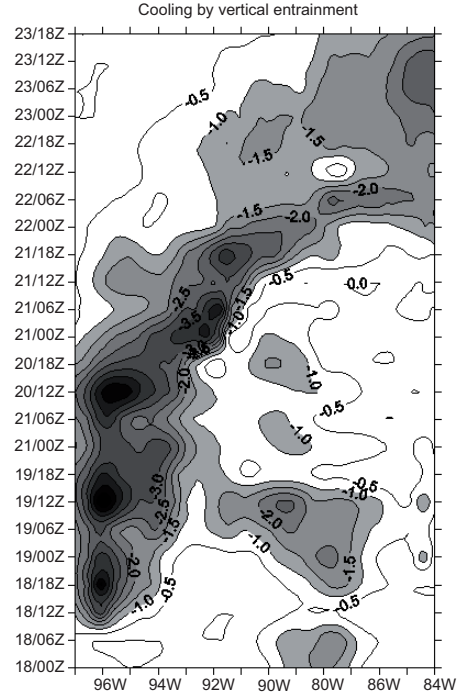 Cooling by vertical entrainment
23/18Z
23/12Z
23/06Z
-0.5
23/00Z
-1.0
-1.5
22/18Z
-1.5
22/12Z
-2.0
22/06Z
-1.5
-2.0
22/00Z
21/18Z
-0.5
0.0
21/12Z
-2.5
-1.5
21/06Z
-3.5
-1.0
21/00Z
20/18Z
-2.0
-1.0
20/12Z
-0.5
21/06Z
-1.0
21/00Z
19/18Z
-3.0
-0.5
-1.0
19/12Z
-2.5
-2.0
19/06Z
-1.5
-1.0
19/00Z
-2.0
-1.5
18/18Z
-0.5
-1.0
-0.5
18/12Z
18/06Z
18/00Z
96W 94W 92W 90W 88W 86W 84W